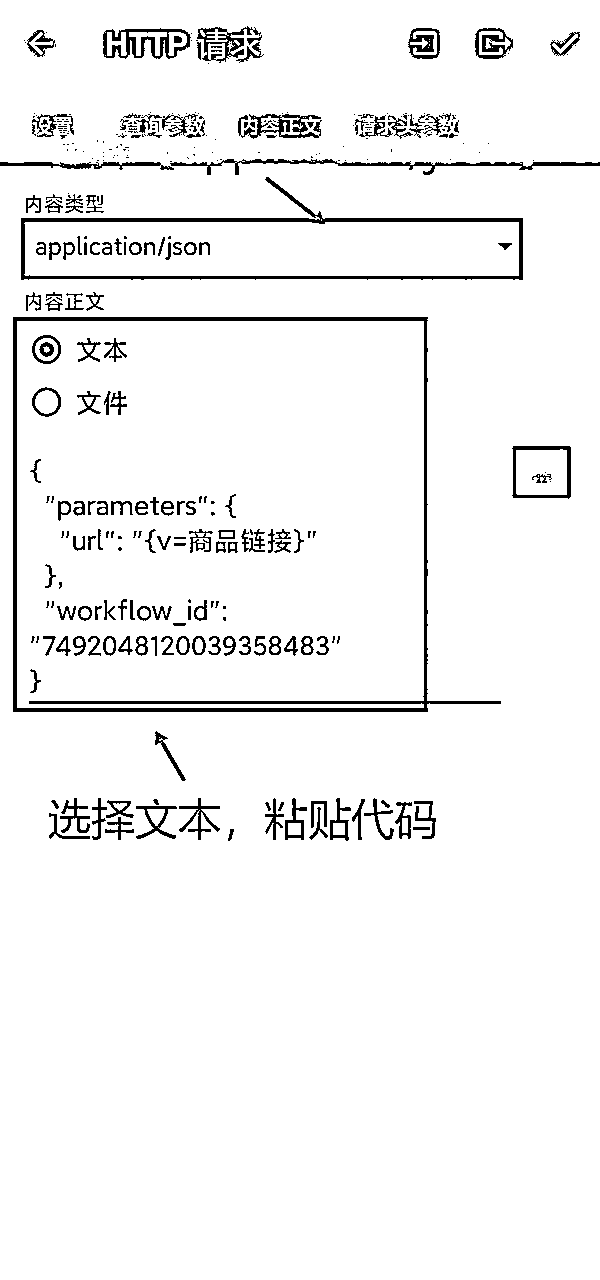 HTTP 请求
设置 查询参数 内容正文 请求头参数
内容类型
application/json
内容正文
文本
文件
{
"parameters": {
"url": "{v=商品链接}"
},
"workflow_id":
"7492048120039358483"
}
选择文本，粘贴代码